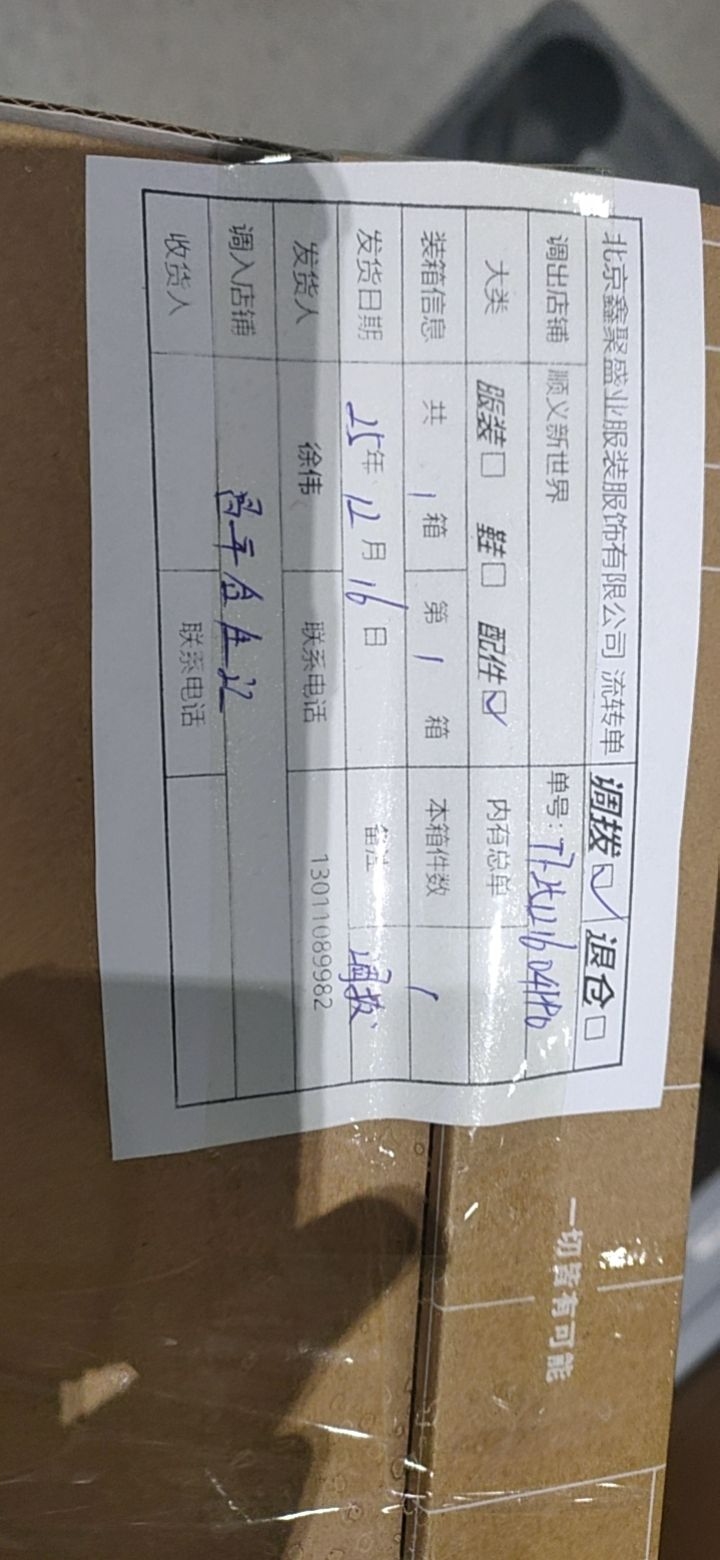 北京鑫聚盛业服装服饰有限公司 流转单 调拨☑ 退仓□
调出店铺 顺义新世界 单号:
大类 服装□ 鞋□ 配件☑ 内有总单
装箱信息 共 1 箱 第 1 箱 本箱件数 1
发货日期 25年 12月 16日 备注 调拨
发货人 徐伟 联系电话 13011089982
调入店铺
收货人 联系电话
一切皆有可能